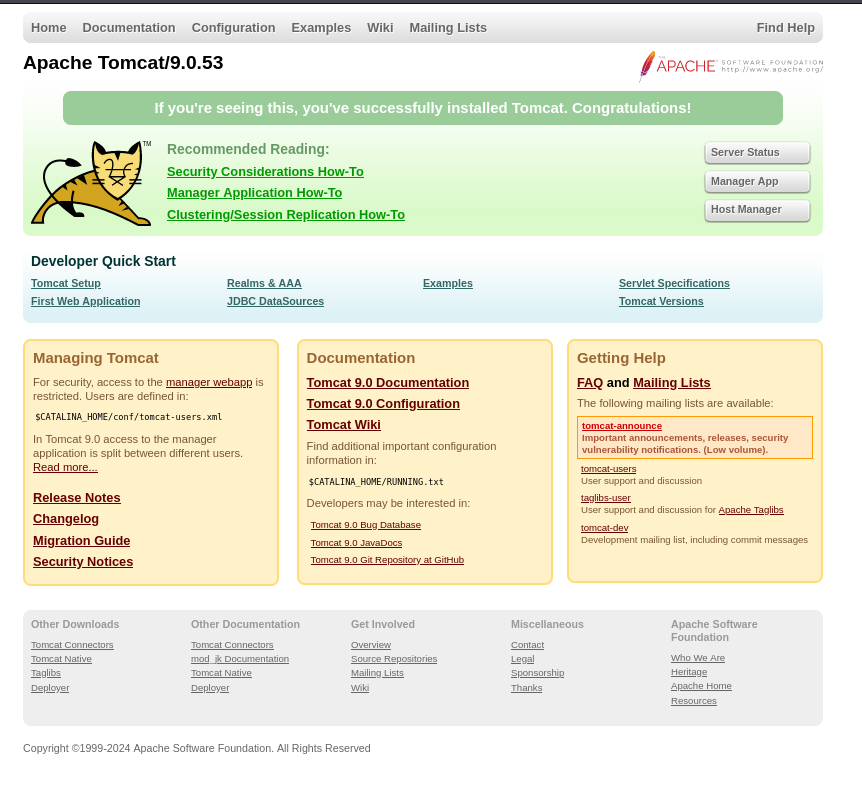 Home Documentation Configuration Examples Wiki Mailing Lists Find Help
Apache Tomcat/9.0.53
THE APACHE® SOFTWARE FOUNDATION
http://www.apache.org/
If you're seeing this, you've successfully installed Tomcat. Congratulations!
TM
Recommended Reading:
Security Considerations How-To
Manager Application How-To
Clustering/Session Replication How-To
Server Status
Manager App
Host Manager
Developer Quick Start
Tomcat Setup
First Web Application
Realms & AAA
JDBC DataSources
Examples
Servlet Specifications
Tomcat Versions
Managing Tomcat
For security, access to the manager webapp is
restricted. Users are defined in:
$CATALINA_HOME/conf/tomcat-users.xml
In Tomcat 9.0 access to the manager
application is split between different users.
Read more...
Release Notes
Changelog
Migration Guide
Security Notices
Documentation
Tomcat 9.0 Documentation
Tomcat 9.0 Configuration
Tomcat Wiki
Find additional important configuration
information in:
$CATALINA_HOME/RUNNING.txt
Developers may be interested in:
Tomcat 9.0 Bug Database
Tomcat 9.0 JavaDocs
Tomcat 9.0 Git Repository at GitHub
Getting Help
FAQ and Mailing Lists
The following mailing lists are available:
tomcat-announce
Important announcements, releases, security
vulnerability notifications. (Low volume).
tomcat-users
User support and discussion
taglibs-user
User support and discussion for Apache Taglibs
tomcat-dev
Development mailing list, including commit messages
Other Downloads
Tomcat Connectors
Tomcat Native
Taglibs
Deployer
Other Documentation
Tomcat Connectors
mod_jk Documentation
Tomcat Native
Deployer
Get Involved
Overview
Source Repositories
Mailing Lists
Wiki
Miscellaneous
Contact
Legal
Sponsorship
Thanks
Apache Software
Foundation
Who We Are
Heritage
Apache Home
Resources
Copyright ©1999-2024 Apache Software Foundation. All Rights Reserved